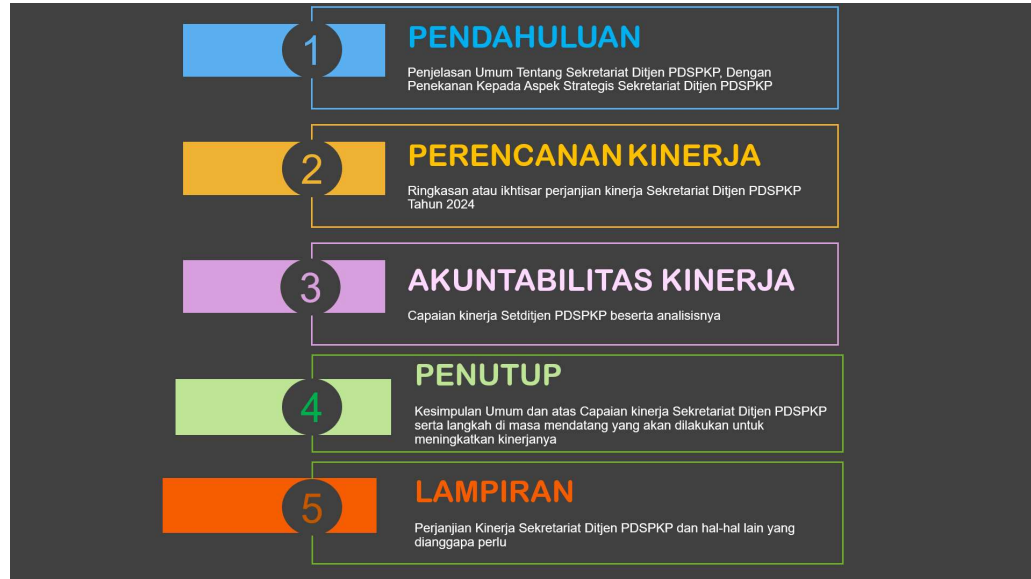 1
PENDAHULUAN
Penjelasan Umum Tentang Sekretariat Ditjen PDSPKP, Dengan
Penekanan Kepada Aspek Strategis Sekretariat Ditjen PDSPKP
2
PERENCANAN KINERJA
Ringkasan atau ikhtisar perjanjian kinerja Sekretariat Ditjen PDSPKP
Tahun 2024
3
AKUNTABILITAS KINERJA
Capaian kinerja Setditjen PDSPKP beserta analisisnya
4
PENUTUP
Kesimpulan Umum dan atas Capaian kinerja Sekretariat Ditjen PDSPKP
serta langkah di masa mendatang yang akan dilakukan untuk
meningkatkan kinerjanya
5
LAMPIRAN
Perjanjian Kinerja Sekretariat Ditjen PDSPKP dan hal-hal lain yang
dianggapa perlu